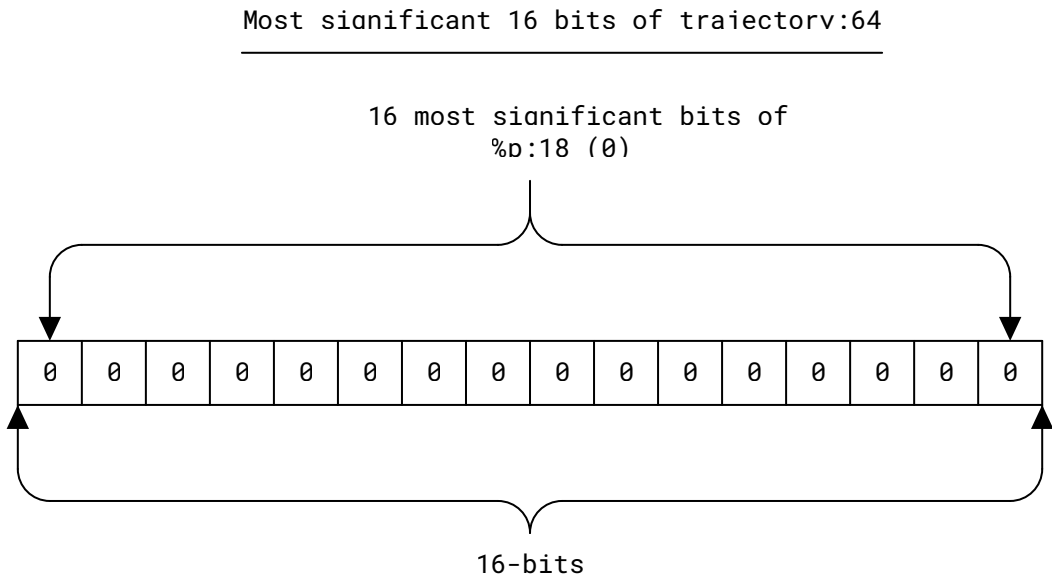 Most significant 16 bits of trajectory:64
16 most significant bits of
%p:18 (0)
0 0 0 0 0 0 0 0 0 0 0 0 0 0 0 0
16-bits